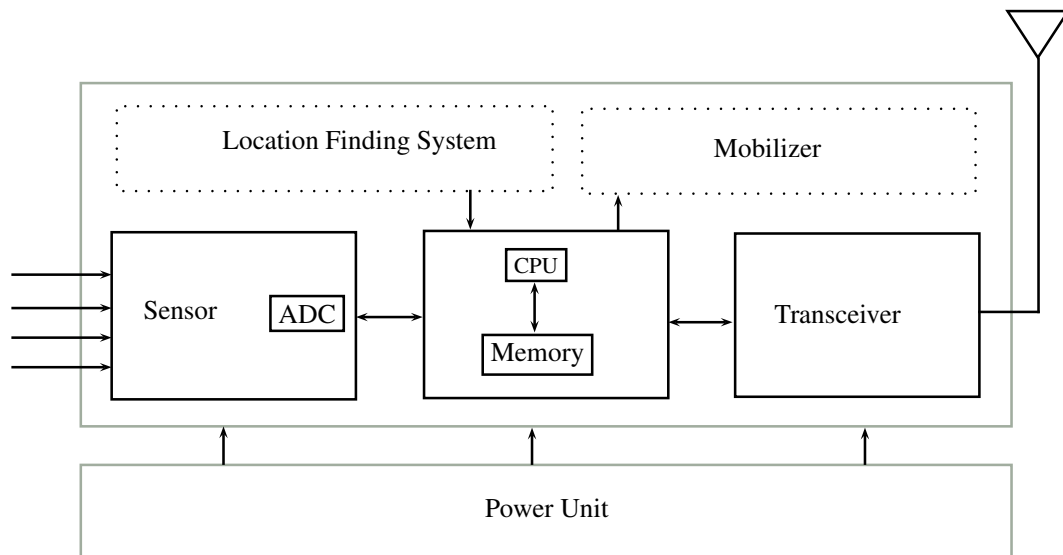 Location Finding System
Mobilizer
CPU
Sensor
ADC
Transceiver
Memory
Power Unit